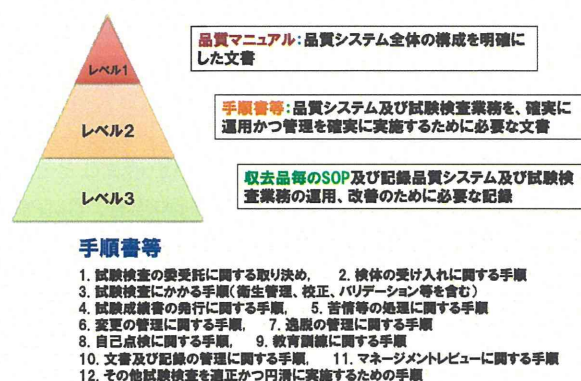 レベル1
品質マニュアル:品質システム全体の構成を明確に
した文書
レベル2
手順書等:品質システム及び試験検査業務を、確実に
運用かつ管理を確実に実施するために必要な文書
レベル3
収去品毎のSOP及び記録品質システム及び試験検
査業務の運用、改善のために必要な記録
手順書等
1. 試験検査の委受託に関する取り決め, 2. 検体の受け入れに関する手順
3. 試験検査にかかる手順(衛生管理、校正、バリデーション等を含む)
4. 試験成績書の発行に関する手順, 5. 苦情等の処理に関する手順
6. 変更の管理に関する手順, 7. 逸脱の管理に関する手順
8. 自己点検に関する手順, 9. 教育訓練に関する手順
10. 文書及び記録の管理に関する手順, 11. マネージメントレビューに関する手順
12. その他試験検査を適正かつ円滑に実施するための手順